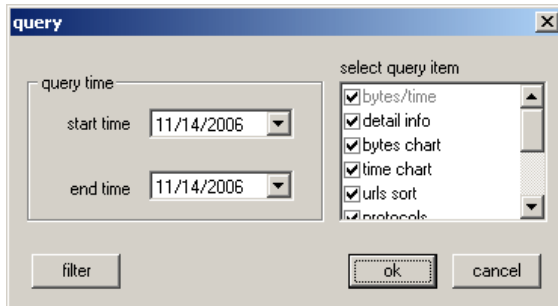 query
query time
start time 11/14/2006
end time 11/14/2006
select query item
bytes/time
detail info
bytes chart
time chart
urls sort
protocols
filter
ok
cancel